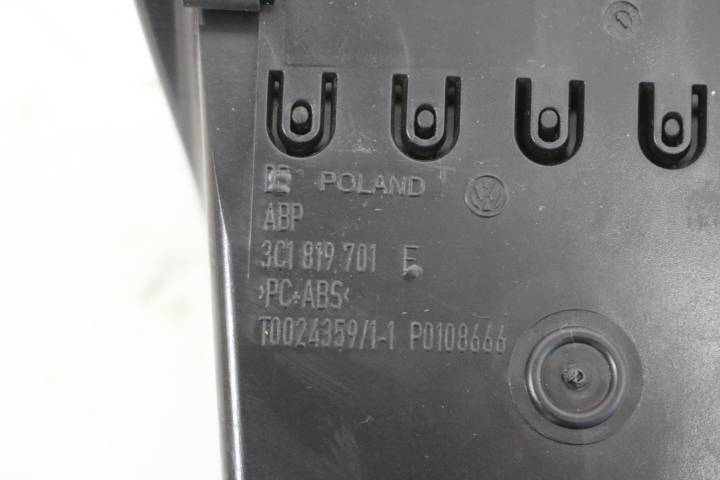 POLAND
ABP
3C1 819 701 E
>PC+ABS<
T0024359/1-1 P0108666